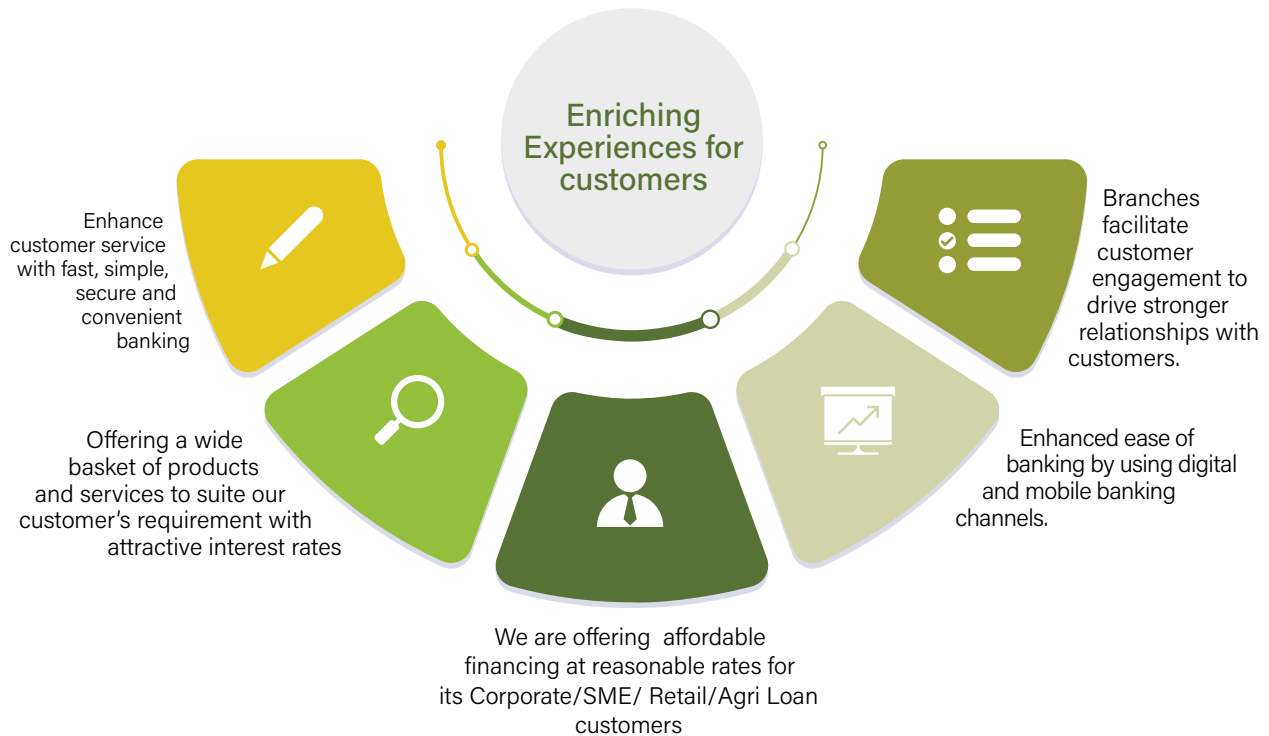 Enriching
Experiences for
customers
Enhance
customer service
with fast, simple,
secure and
convenient
banking
Offering a wide
basket of products
and services to suite our
customer’s requirement with
attractive interest rates
We are offering affordable
financing at reasonable rates for
its Corporate/SME/ Retail/Agri Loan
customers
Enhanced ease of
banking by using digital
and mobile banking
channels.
Branches
facilitate
customer
engagement to
drive stronger
relationships with
customers.